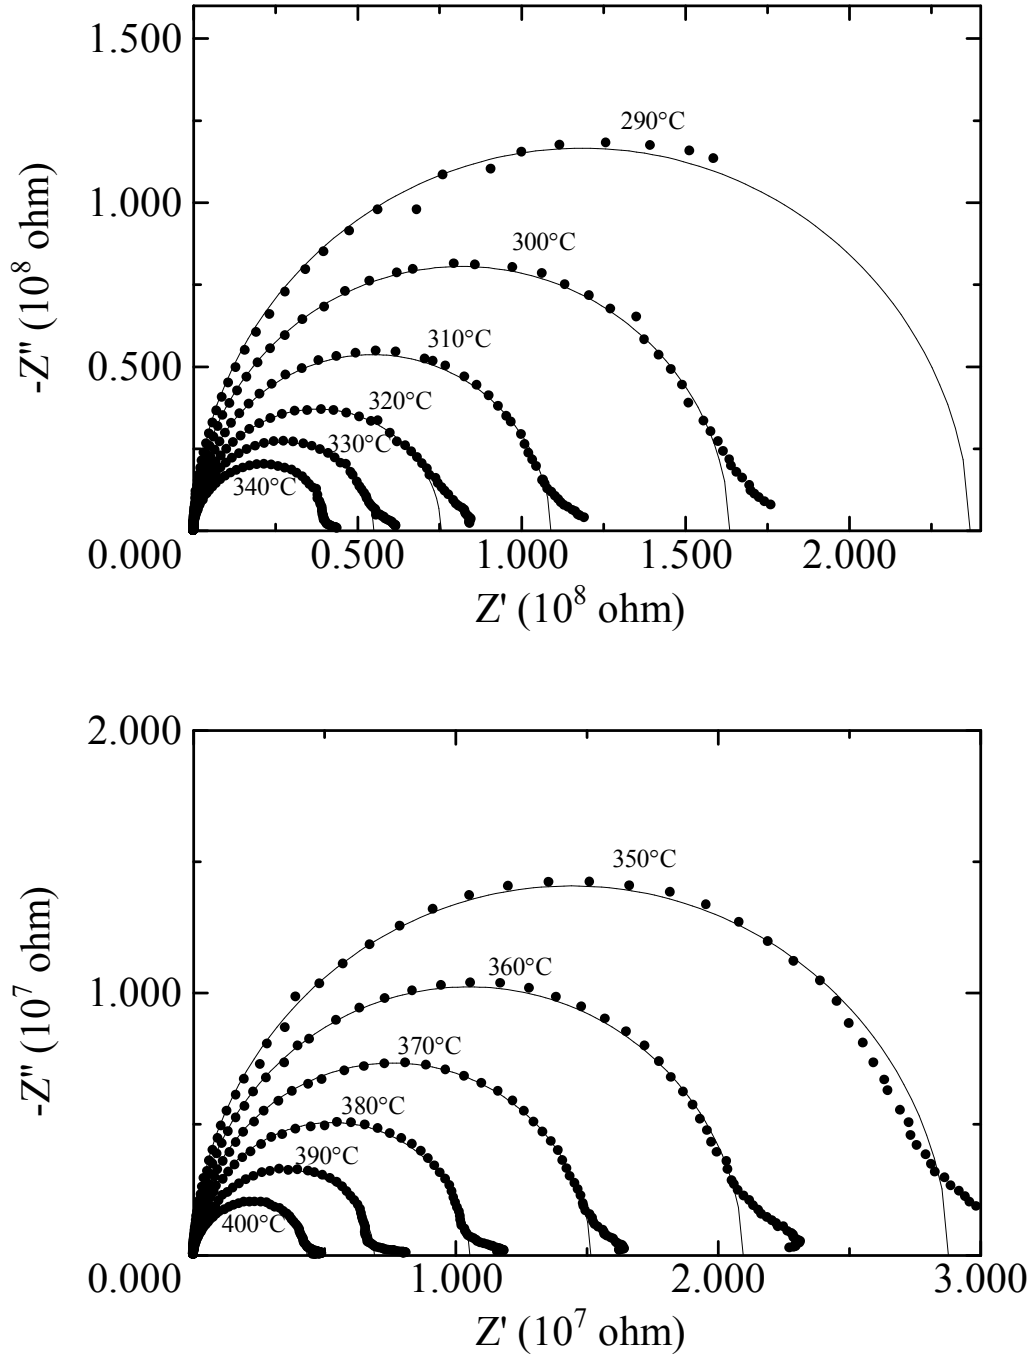 1.500
290°C
1.000
300°C
-Z" (10⁸ ohm)
310°C
0.500
320°C
330°C
340°C
0.000 0.500 1.000 1.500 2.000
Z' (10⁸ ohm)
2.000
350°C
360°C
1.000
-Z" (10⁷ ohm)
370°C
380°C
390°C
400°C
0.000 1.000 2.000 3.000
Z' (10⁷ ohm)